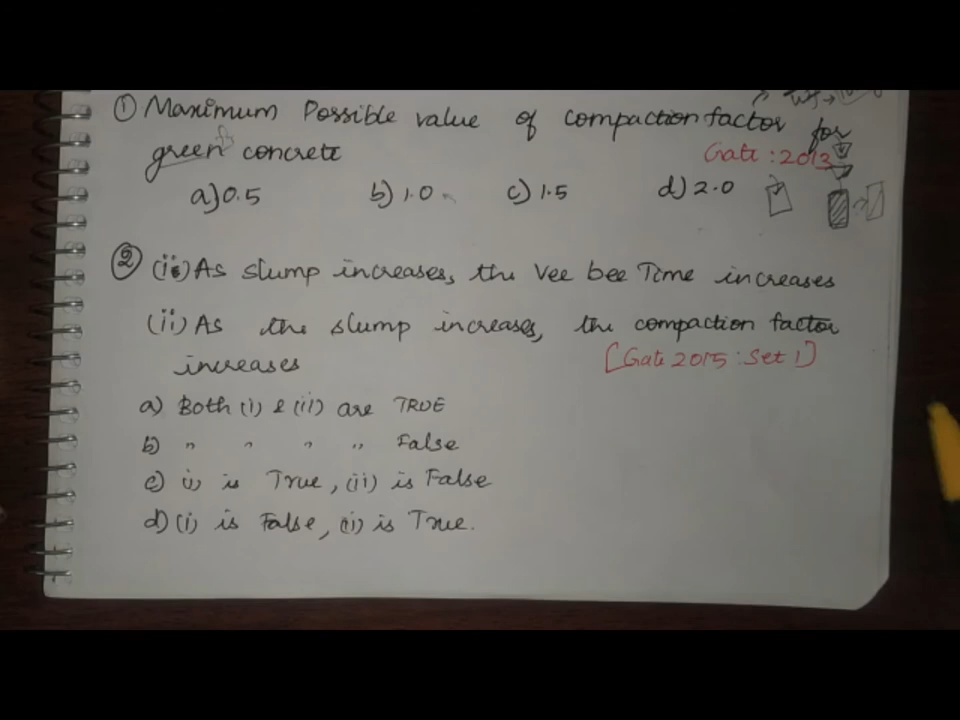 ① Maximum Possible value of compaction factor for
green concrete
Gate : 2013
a) 0.5 b) 1.0 c) 1.5 d) 2.0
② (i) As slump increases, the Vee bee Time increases
(ii) As the slump increases, the compaction factor
increases
[Gate 2015 : Set 1]
a) Both (i) & (ii) are TRUE
b) " " " " False
c) (i) is True, (ii) is False
d) (i) is False, (i) is True.